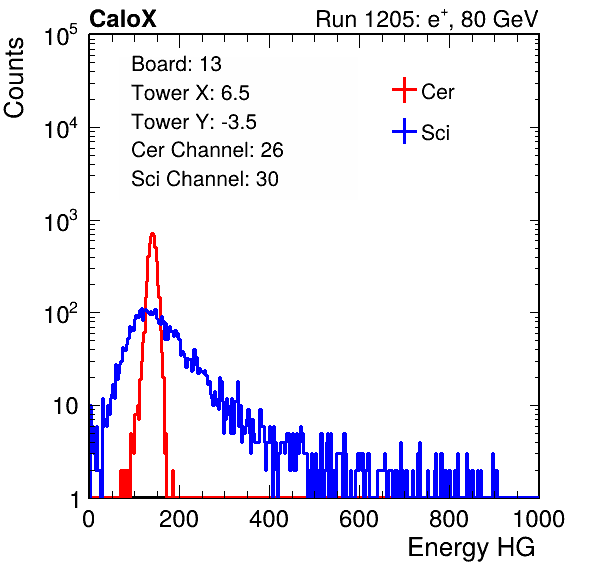 CaloX Run 1205: e⁺, 80 GeV
Counts
10⁵
10⁴
10³
10²
10
1
Board: 13
Tower X: 6.5
Tower Y: -3.5
Cer Channel: 26
Sci Channel: 30
Cer
Sci
0 200 400 600 800 1000
Energy HG